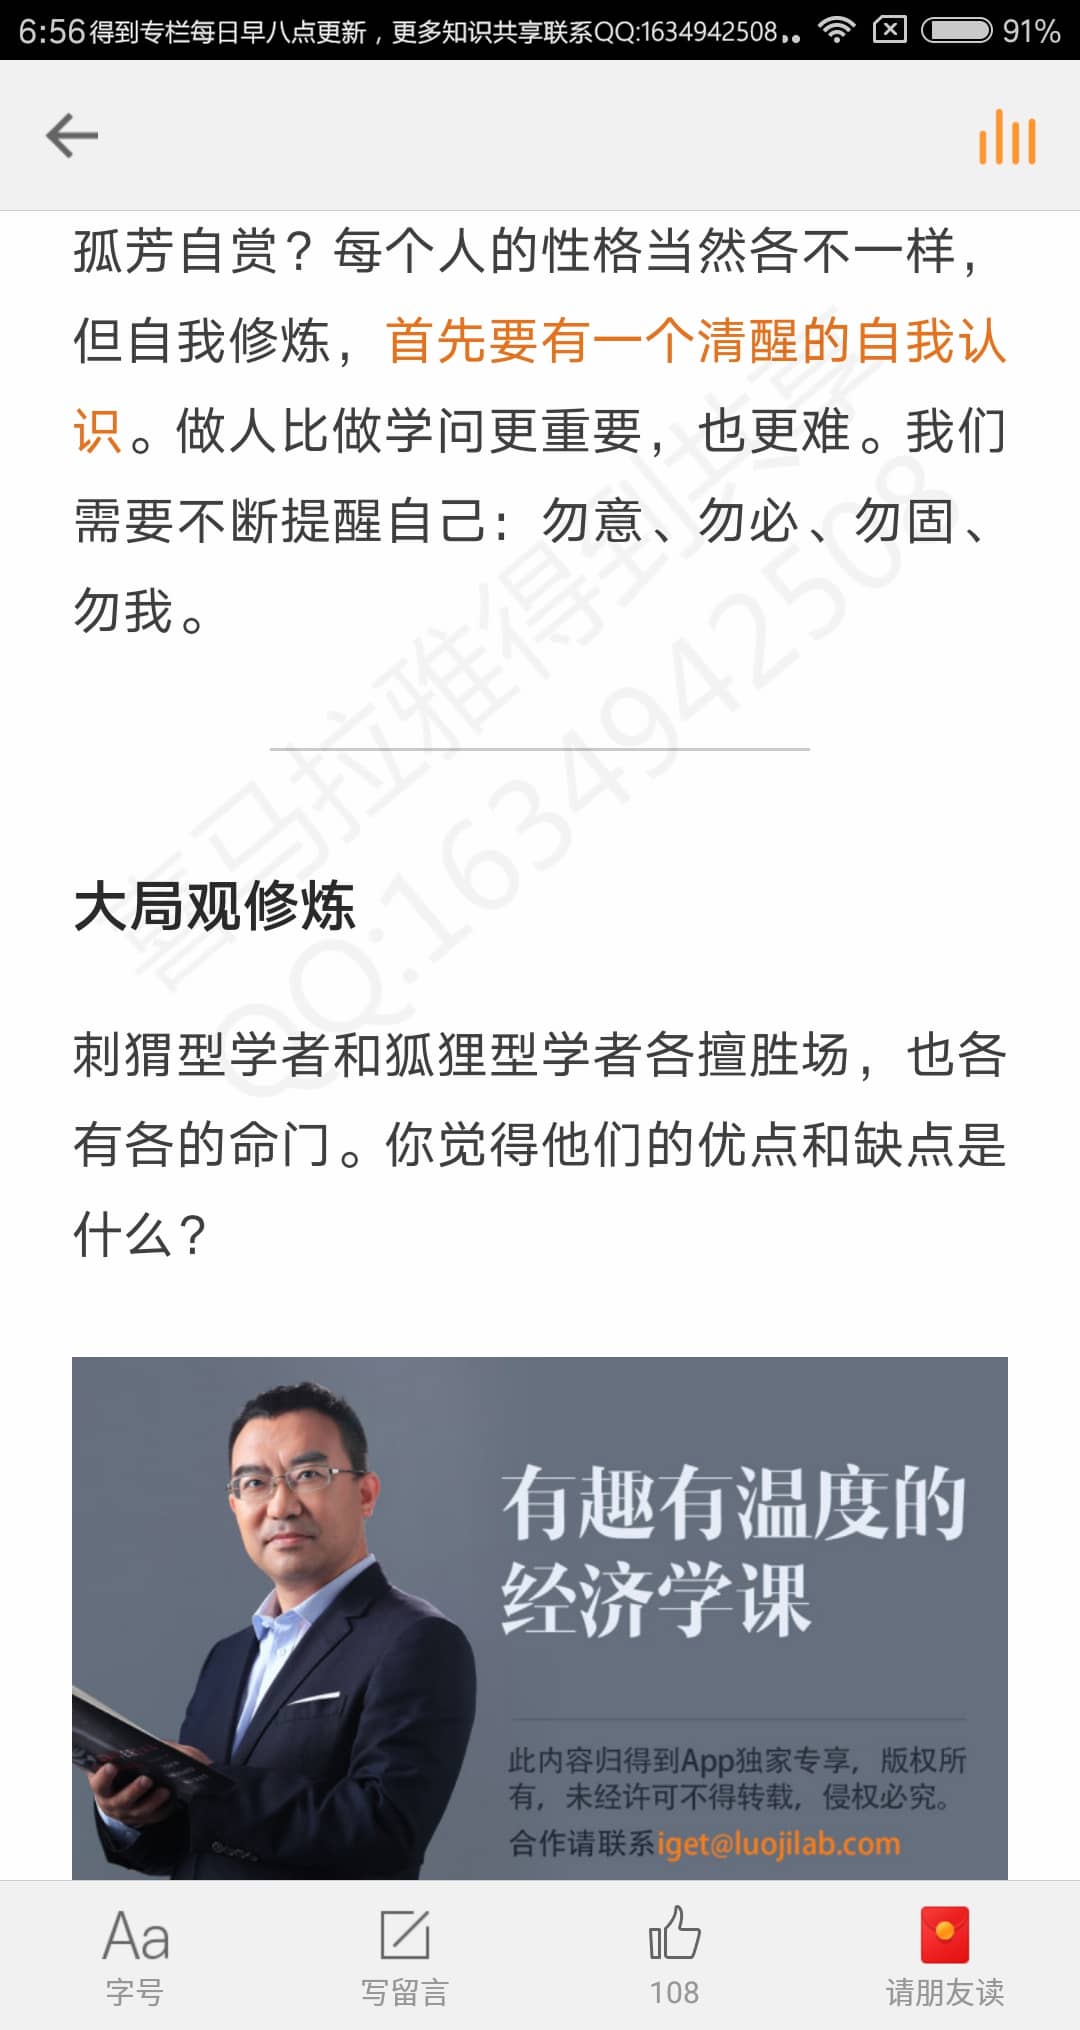 6:56得到专栏每日早八点更新，更多知识共享联系QQ:1634942508.. 91%
孤芳自赏？每个人的性格当然各不一样，
但自我修炼，首先要有一个清醒的自我认
识。做人比做学问更重要，也更难。我们
需要不断提醒自己：勿意、勿必、勿固、
勿我。
喜马拉雅得到共享
QQ:1634942508
大局观修炼
刺猬型学者和狐狸型学者各擅胜场，也各
有各的命门。你觉得他们的优点和缺点是
什么？
有趣有温度的
经济学课
此内容归得到App独家专享，版权所
有，未经许可不得转载，侵权必究。
合作请联系iget@luojilab.com
Aa
字号
写留言
108
请朋友读